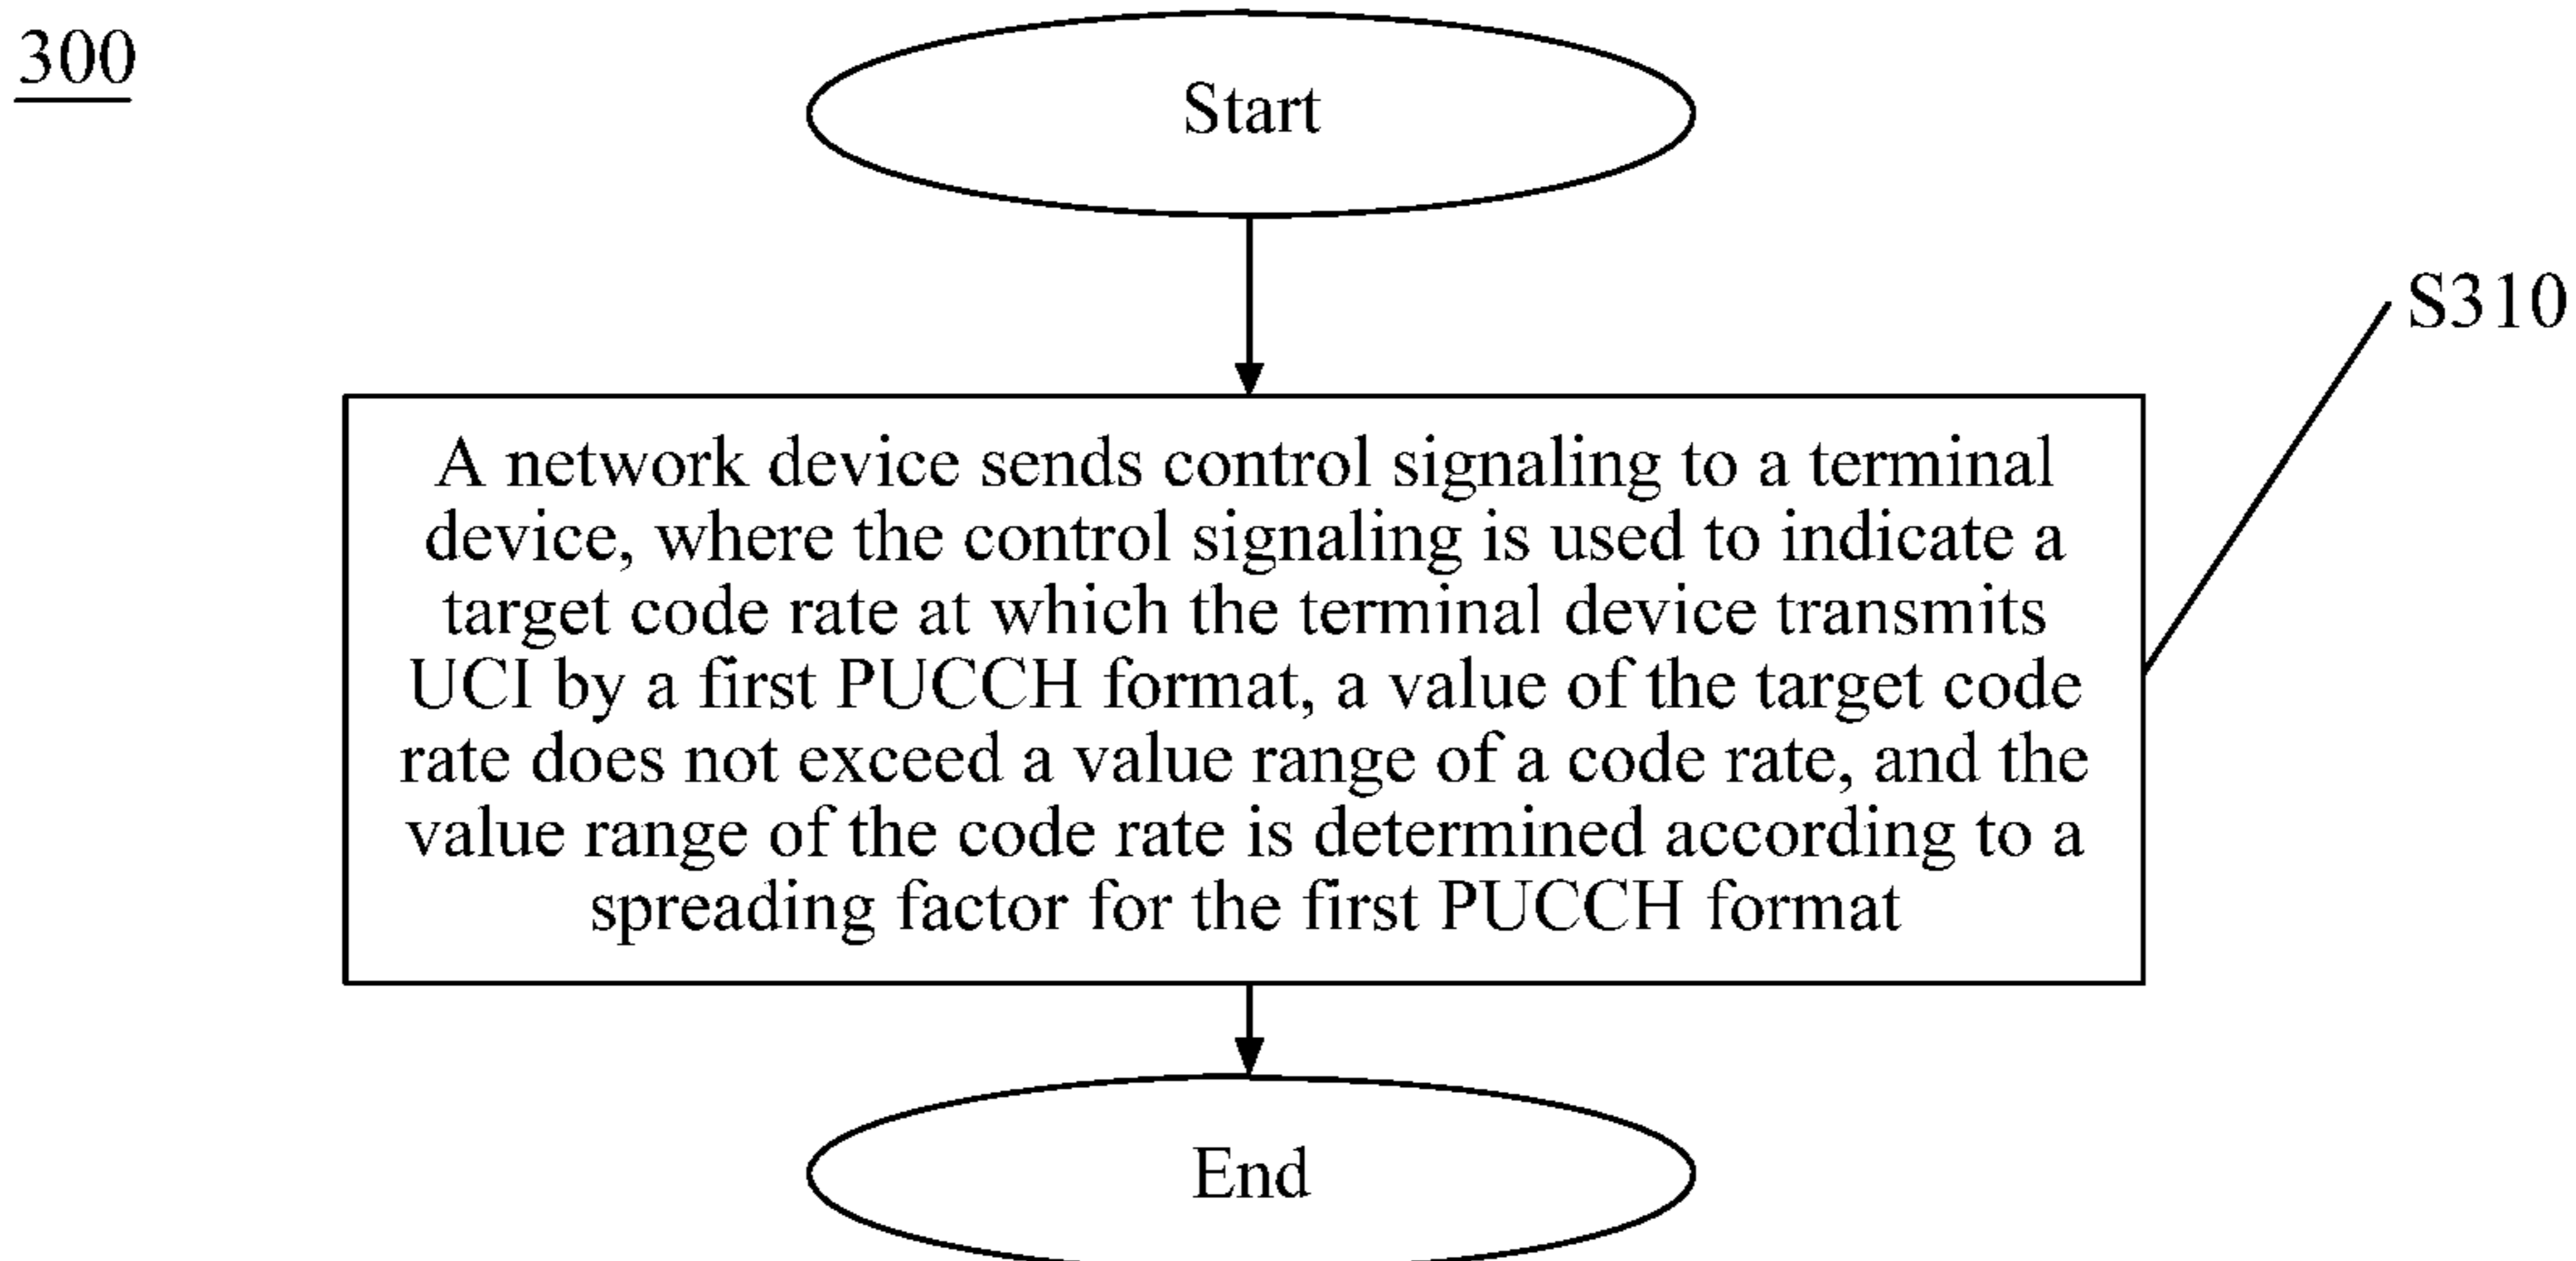 300
Start
S310
A network device sends control signaling to a terminal
device, where the control signaling is used to indicate a
target code rate at which the terminal device transmits
UCI by a first PUCCH format, a value of the target code
rate does not exceed a value range of a code rate, and the
value range of the code rate is determined according to a
spreading factor for the first PUCCH format
End